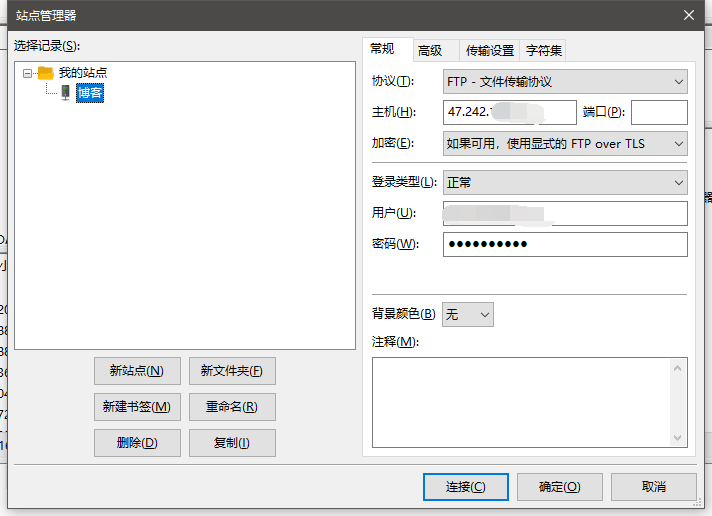 站点管理器
选择记录(S):
我的站点
博客
新站点(N)
新文件夹(F)
新建书签(M)
重命名(R)
删除(D)
复制(I)
常规
高级
传输设置
字符集
协议(T):
FTP - 文件传输协议
主机(H):
47.242.
端口(P):
加密(E):
如果可用，使用显式的 FTP over TLS
登录类型(L):
正常
用户(U):
密码(W):
●●●●●●●●●●
背景颜色(B)
无
注释(M):
连接(C)
确定(O)
取消